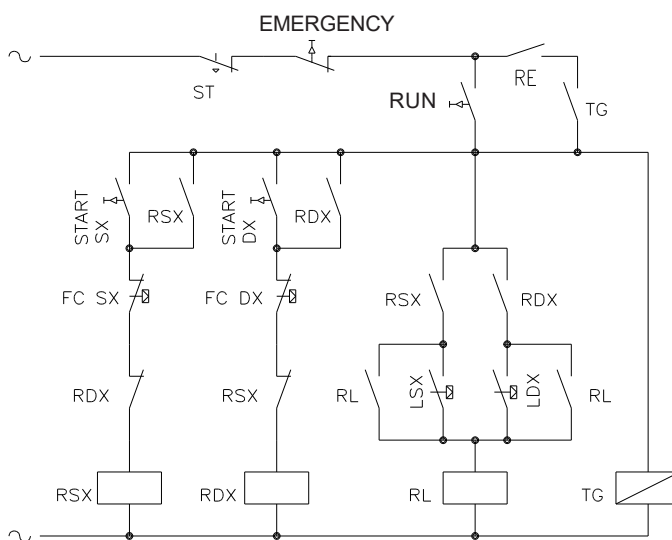 EMERGENCY
ST
RE
RUN
TG
START SX
RSX
START DX
RDX
FC SX
FC DX
RSX
RDX
RDX
RSX
RL
LSX
LDX
RL
RSX
RDX
RL
TG